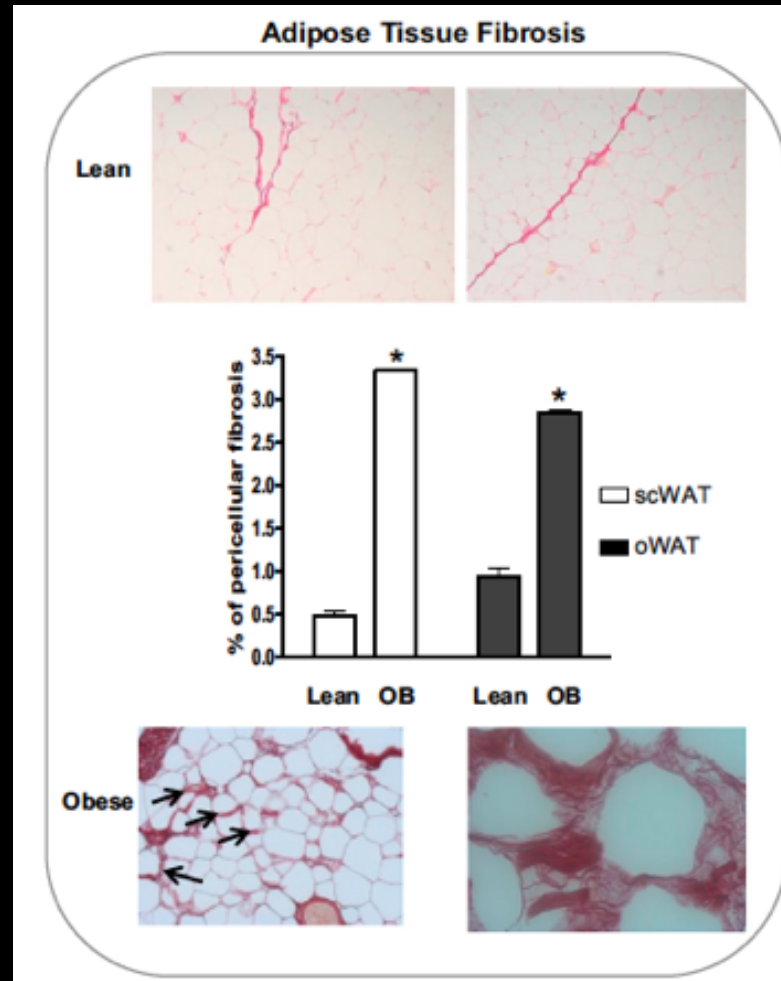 Adipose Tissue Fibrosis
Lean
% of pericellular fibrosis
3.5
3.0
2.5
2.0
1.5
1.0
0.5
0.0
*
*
scWAT
oWAT
Lean OB Lean OB
Obese